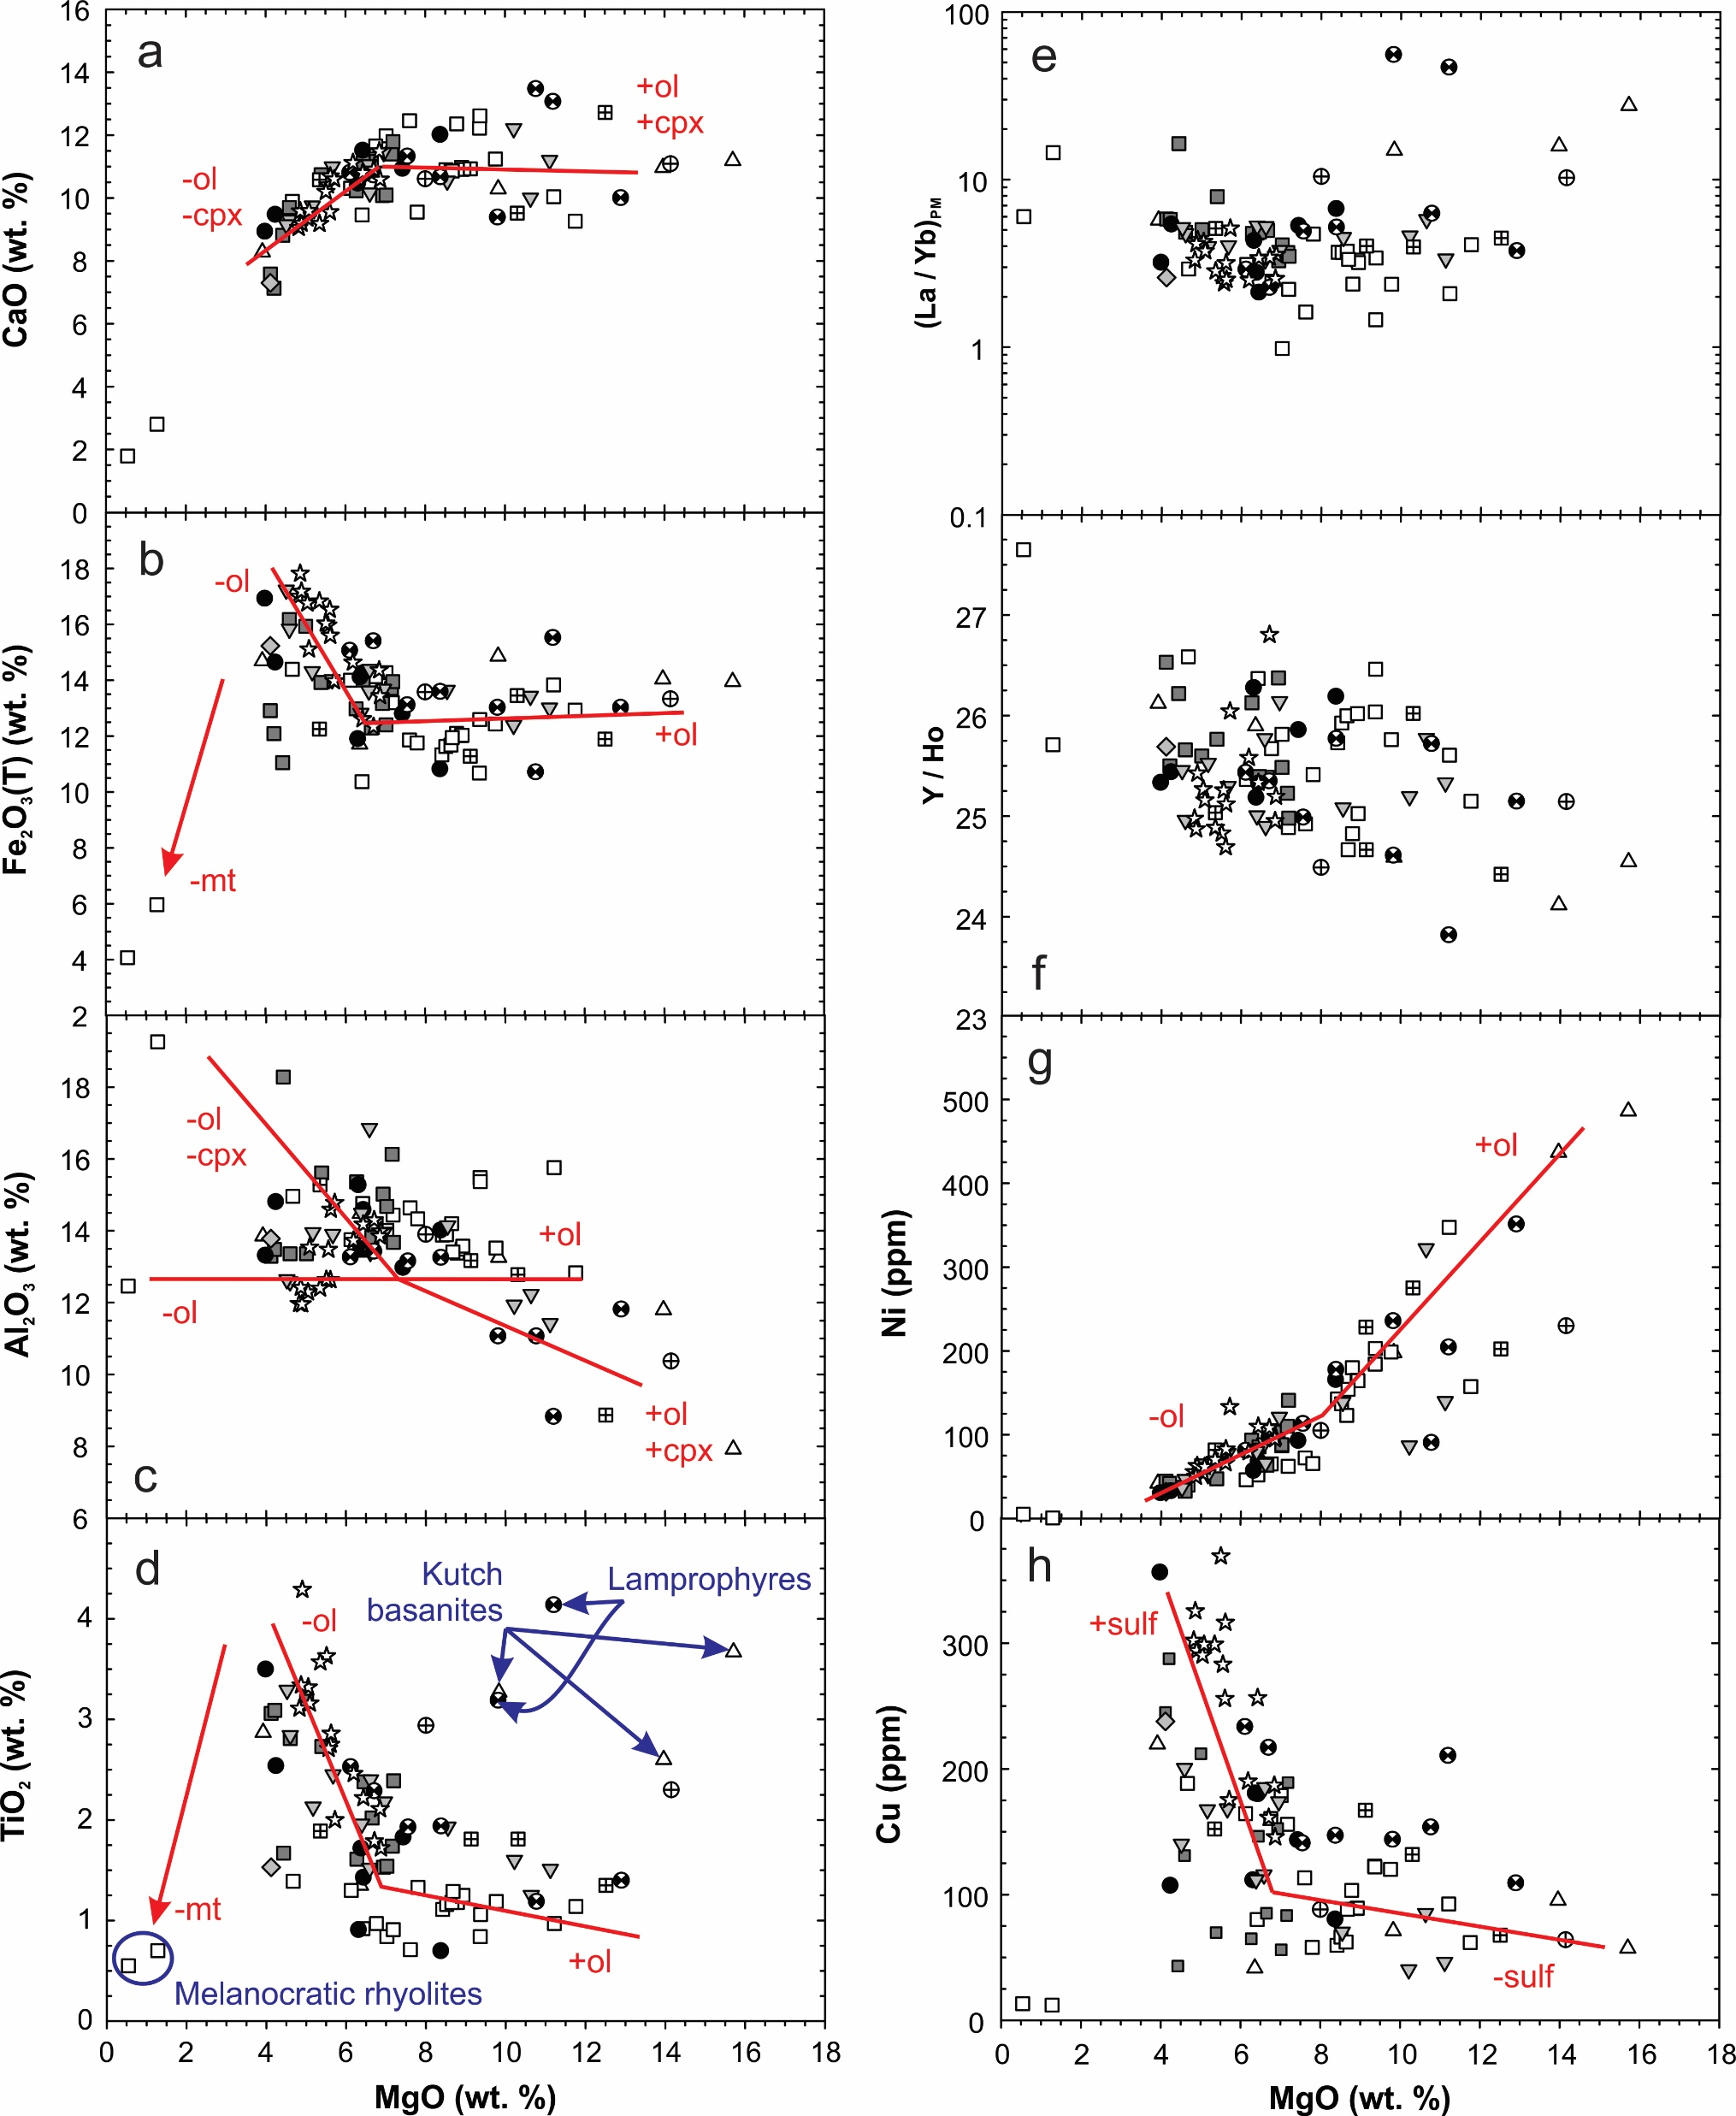 a
16
14
12
10
8
6
4
2
0
CaO (wt. %)
-ol
-cpx
+ol
+cpx
b
18
16
14
12
10
8
6
4
2
Fe2O3(T) (wt. %)
-ol
+ol
-mt
c
18
16
14
12
10
8
6
Al2O3 (wt. %)
-ol
-cpx
-ol
+ol
+ol
+cpx
d
4
3
2
1
0
TiO2 (wt. %)
-ol
Kutch
basanites
Lamprophyres
-mt
Melanocratic rhyolites
+ol
0 2 4 6 8 10 12 14 16 18
MgO (wt. %)
e
100
10
1
0.1
(La / Yb)PM
f
27
26
25
24
23
Y / Ho
g
500
400
300
200
100
0
Ni (ppm)
-ol
+ol
h
300
200
100
0
Cu (ppm)
+sulf
-sulf
0 2 4 6 8 10 12 14 16 18
MgO (wt. %)